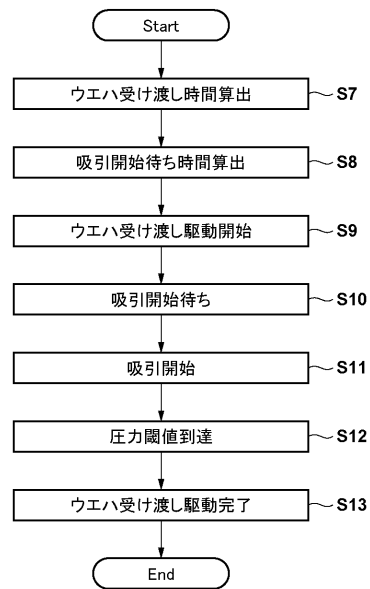 Start
ウエハ受け渡し時間算出 S7
吸引開始待ち時間算出 S8
ウエハ受け渡し駆動開始 S9
吸引開始待ち S10
吸引開始 S11
圧力閾値到達 S12
ウエハ受け渡し駆動完了 S13
End